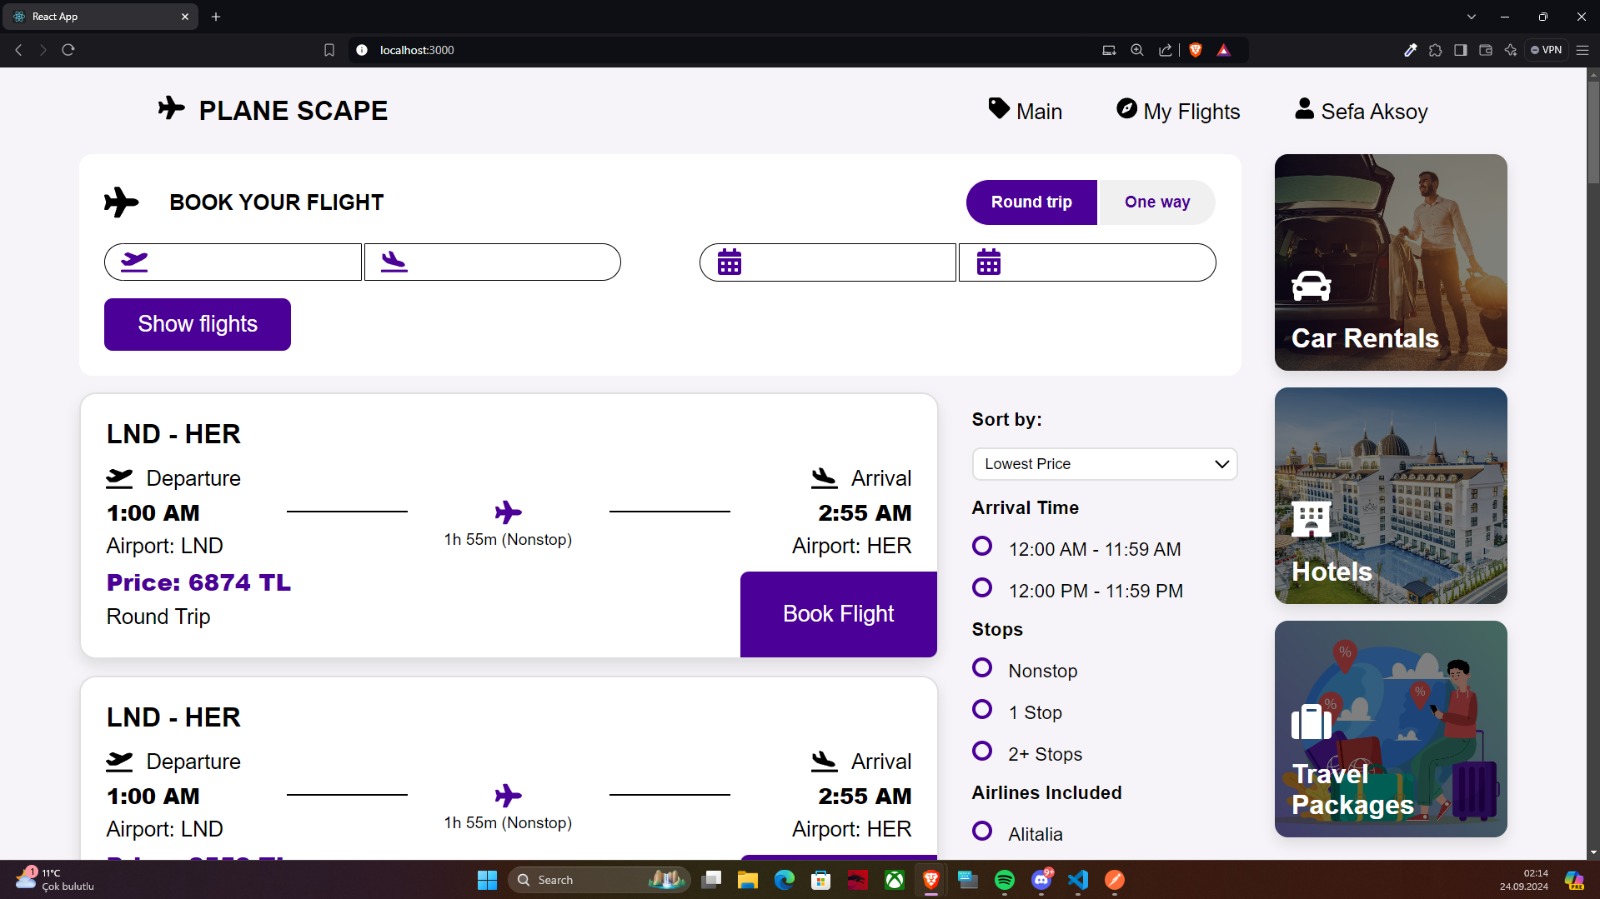 React App
localhost:3000
VPN
PLANE SCAPE
Main
My Flights
Sefa Aksoy
BOOK YOUR FLIGHT
Round trip
One way
Show flights
Car Rentals
LND - HER
Departure
Arrival
1:00 AM
2:55 AM
1h 55m (Nonstop)
Airport: LND
Airport: HER
Price: 6874 TL
Round Trip
Book Flight
Sort by:
Lowest Price
Arrival Time
12:00 AM - 11:59 AM
12:00 PM - 11:59 PM
Stops
Nonstop
1 Stop
2+ Stops
Airlines Included
Alitalia
Hotels
%
%
%
Travel
Packages
LND - HER
Departure
Arrival
1:00 AM
2:55 AM
1h 55m (Nonstop)
Airport: LND
Airport: HER
1
11°C
Çok bulutlu
Search
02:14
24.09.2024